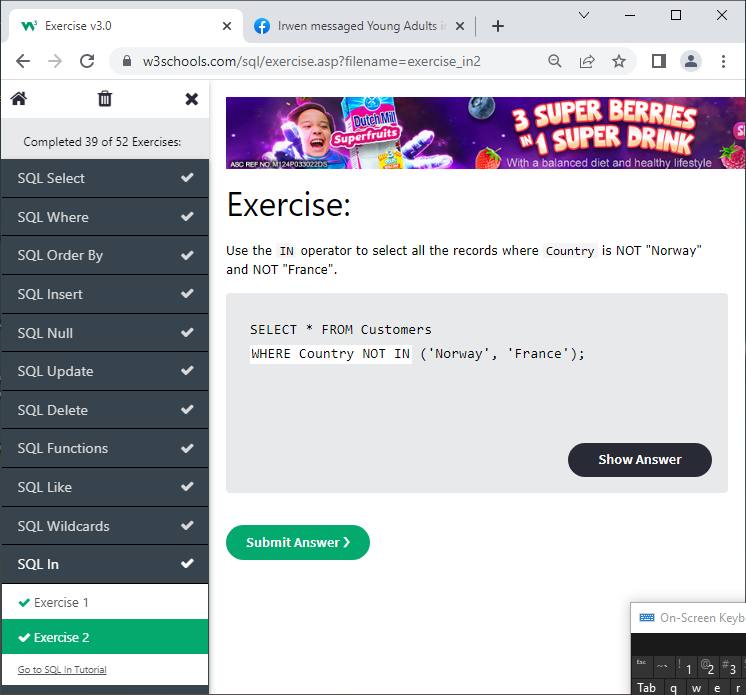 Exercise v3.0
Irwen messaged Young Adults in
w3schools.com/sql/exercise.asp?filename=exercise_in2
Completed 39 of 52 Exercises:
SQL Select
SQL Where
SQL Order By
SQL Insert
SQL Null
SQL Update
SQL Delete
SQL Functions
SQL Like
SQL Wildcards
SQL In
Exercise 1
Exercise 2
Go to SQL In Tutorial
Dutch Mill
Superfruits
ASC REF NO. M124P033022DS
3 SUPER BERRIES
IN 1 SUPER DRINK
With a balanced diet and healthy lifestyle
Exercise:
Use the IN operator to select all the records where Country is NOT "Norway"
and NOT "France".
SELECT * FROM Customers
WHERE Country NOT IN ('Norway', 'France');
Show Answer
Submit Answer ❯
On-Screen Keyb
Esc ~ ` ! 1 @ 2 # 3
Tab q w e r